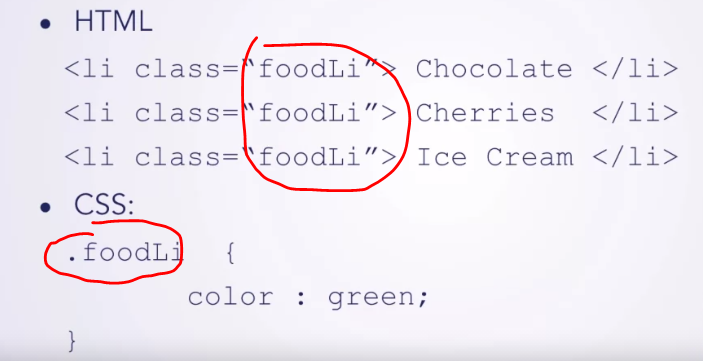 • HTML
<li class=“foodLi”> Chocolate </li>
<li class=“foodLi”> Cherries </li>
<li class=“foodLi”> Ice Cream </li>
• CSS:
.foodLi {
color : green;
}